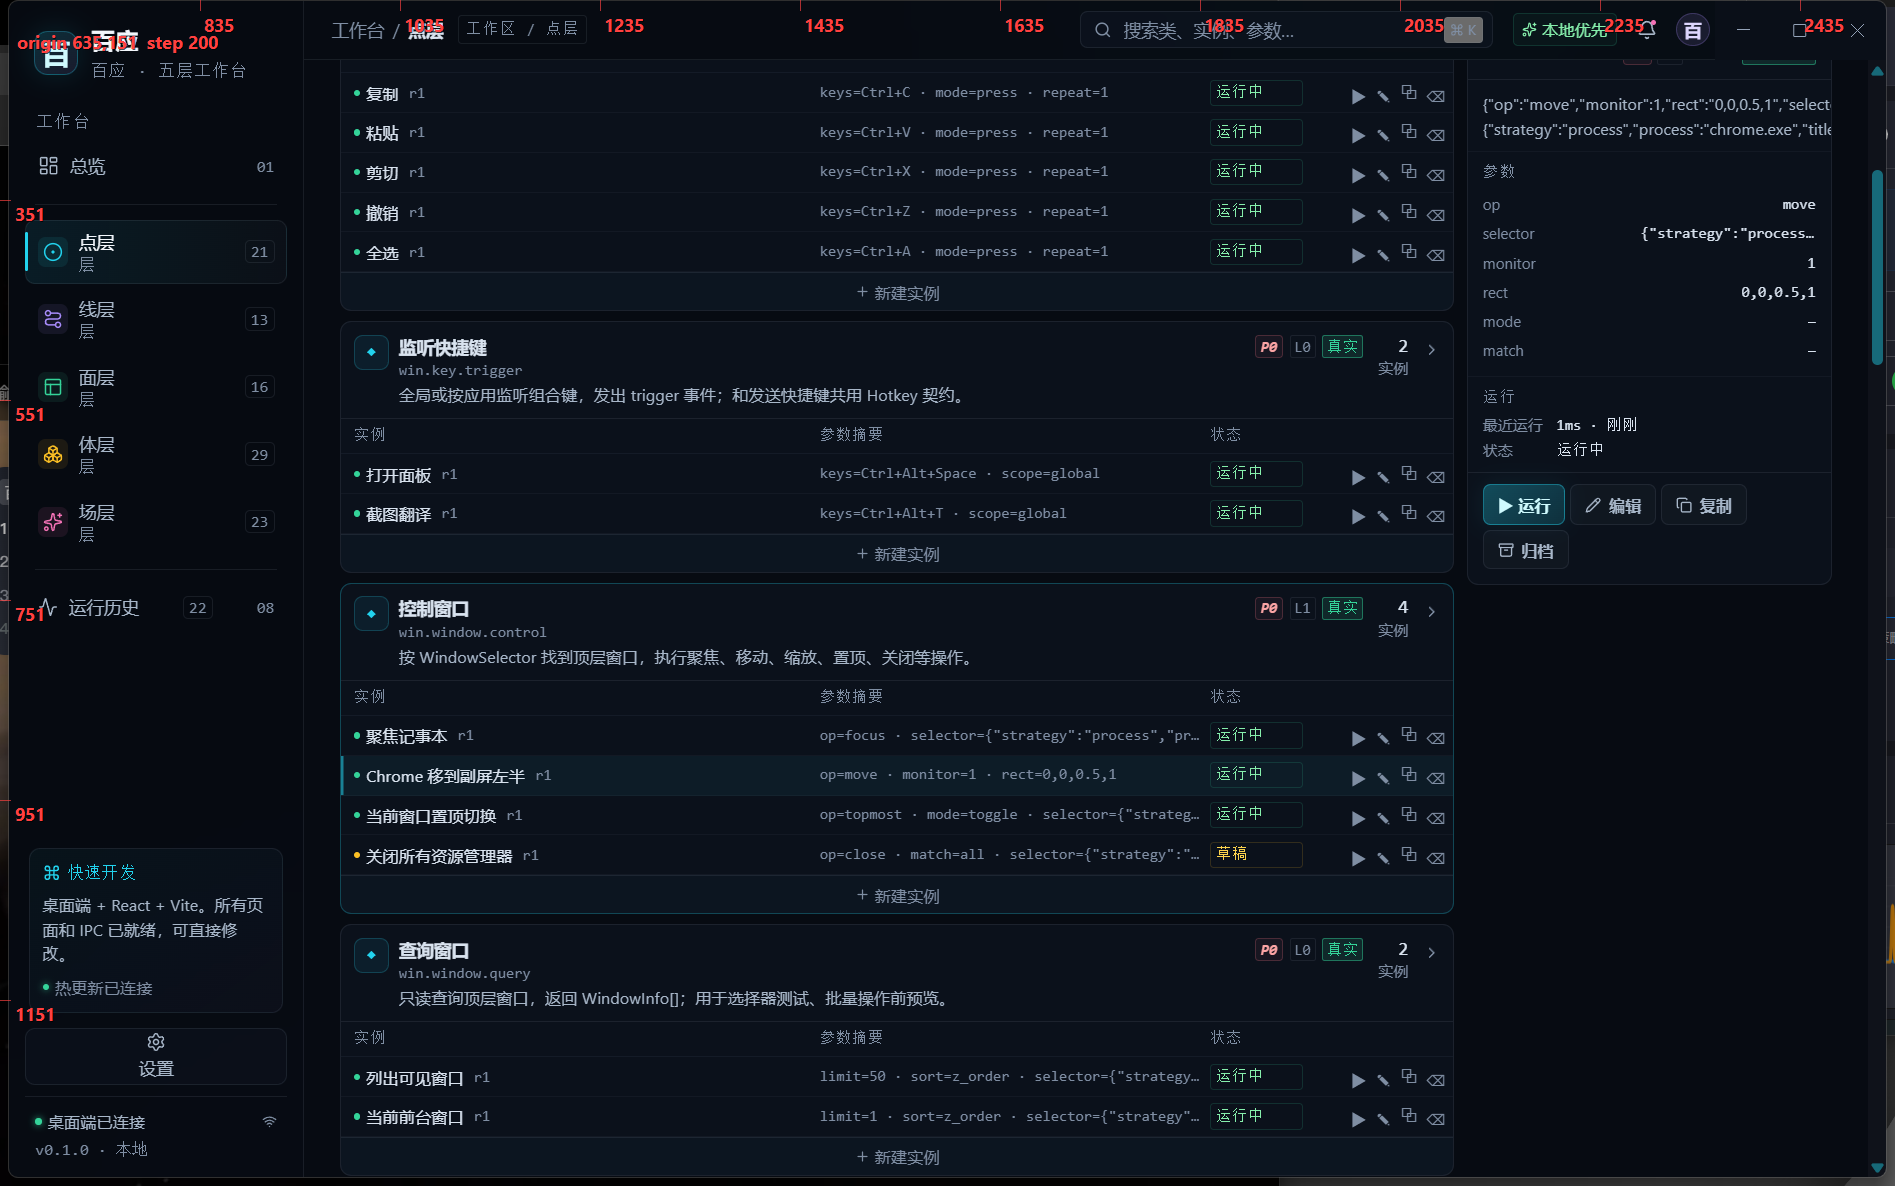 835
1035
1235
1435
1635
1835
2035
2235
2435
origin 635,151 step 200
351
551
751
951
1151
百
百应
百应 · 五层工作台
工作台
总览 01
点层 21
层
线层 13
层
面层 16
层
体层 29
层
场层 23
层
运行历史 22 08
快速开发
桌面端 + React + Vite。所有页
面和 IPC 已就绪，可直接修
改。
热更新已连接
设置
桌面端已连接
v0.1.0 · 本地
工作台 / 点层 工作区 / 点层
搜索类、实例、参数... ⌘ K
本地优先
百
复制 r1 keys=Ctrl+C · mode=press · repeat=1 运行中
粘贴 r1 keys=Ctrl+V · mode=press · repeat=1 运行中
剪切 r1 keys=Ctrl+X · mode=press · repeat=1 运行中
撤销 r1 keys=Ctrl+Z · mode=press · repeat=1 运行中
全选 r1 keys=Ctrl+A · mode=press · repeat=1 运行中
+ 新建实例
监听快捷键 P0 L0 真实 2
win.key.trigger 实例
全局或按应用监听组合键，发出 trigger 事件；和发送快捷键共用 Hotkey 契约。
实例 参数摘要 状态
打开面板 r1 keys=Ctrl+Alt+Space · scope=global 运行中
截图翻译 r1 keys=Ctrl+Alt+T · scope=global 运行中
+ 新建实例
控制窗口 P0 L1 真实 4
win.window.control 实例
按 WindowSelector 找到顶层窗口，执行聚焦、移动、缩放、置顶、关闭等操作。
实例 参数摘要 状态
聚焦记事本 r1 op=focus · selector={"strategy":"process","pr… 运行中
Chrome 移到副屏左半 r1 op=move · monitor=1 · rect=0,0,0.5,1 运行中
当前窗口置顶切换 r1 op=topmost · mode=toggle · selector={"strateg… 运行中
关闭所有资源管理器 r1 op=close · match=all · selector={"strategy":"… 草稿
+ 新建实例
查询窗口 P0 L0 真实 2
win.window.query 实例
只读查询顶层窗口，返回 WindowInfo[]；用于选择器测试、批量操作前预览。
实例 参数摘要 状态
列出可见窗口 r1 limit=50 · sort=z_order · selector={"strategy… 运行中
当前前台窗口 r1 limit=1 · sort=z_order · selector={"strategy"… 运行中
+ 新建实例
{"op":"move","monitor":1,"rect":"0,0,0.5,1","select
{"strategy":"process","process":"chrome.exe","title
参数
op move
selector {"strategy":"process…
monitor 1
rect 0,0,0.5,1
mode —
match —
运行
最近运行 1ms · 刚刚
状态 运行中
运行 编辑 复制
归档